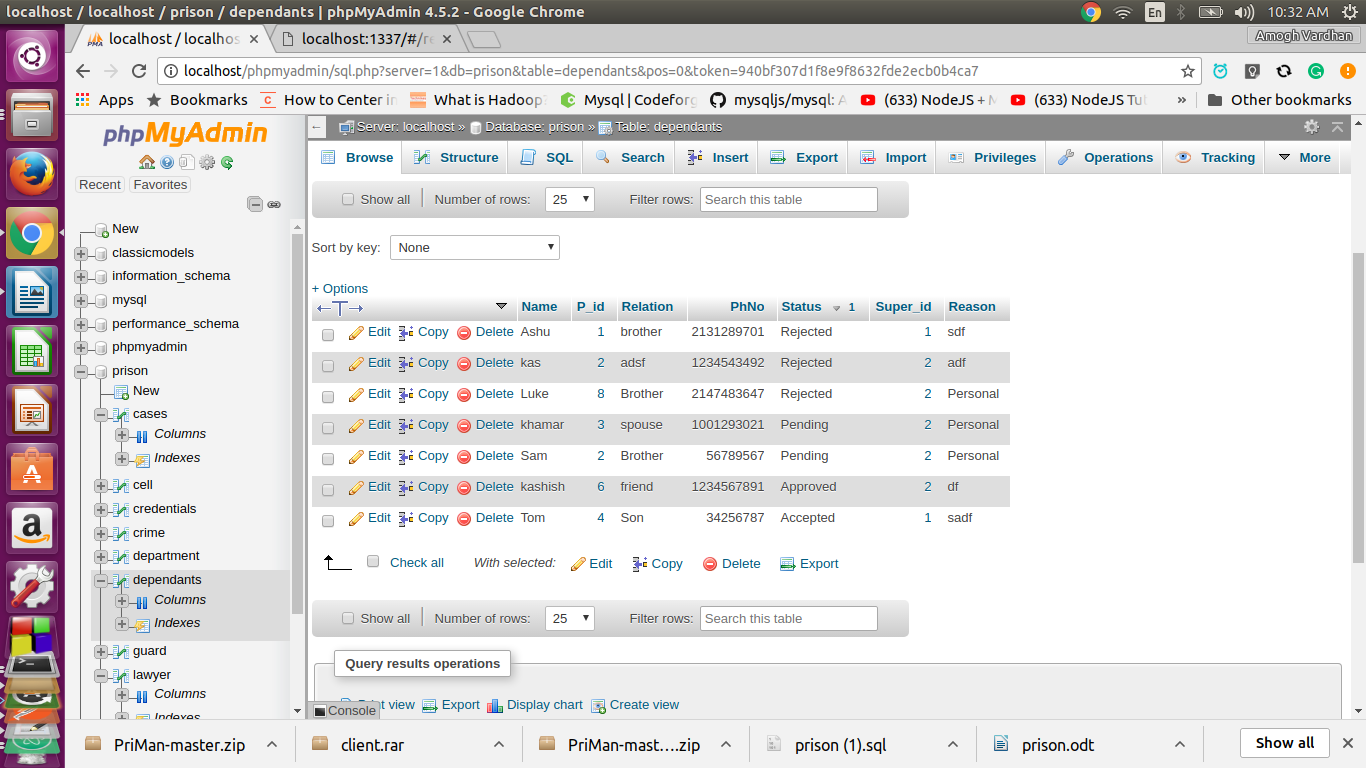 localhost / localhost / prison / dependants | phpMyAdmin 4.5.2 - Google Chrome
En
10:32 AM
localhost / localhos
localhost:1337/#/re
Amogh Vardhan
localhost/phpmyadmin/sql.php?server=1&db=prison&table=dependants&pos=0&token=940bf307d1f8e9f8632fde2ecb0b4ca7
Apps Bookmarks How to Center in What is Hadoop? Mysql | Codeforg mysqljs/mysql: A (633) NodeJS + M (633) NodeJS Tut » Other bookmarks
phpMyAdmin
Recent Favorites
New
classicmodels
information_schema
mysql
performance_schema
phpmyadmin
prison
New
cases
Columns
Indexes
cell
credentials
crime
department
dependants
Columns
Indexes
guard
lawyer
Columns
Indexes
Server: localhost » Database: prison » Table: dependants
Browse Structure SQL Search Insert Export Import Privileges Operations Tracking More
Show all Number of rows: 25 Filter rows: Search this table
Sort by key: None
+ Options
Name P_id Relation PhNo Status 1 Super_id Reason
Edit Copy Delete Ashu 1 brother 2131289701 Rejected 1 sdf
Edit Copy Delete kas 2 adsf 1234543492 Rejected 2 adf
Edit Copy Delete Luke 8 Brother 2147483647 Rejected 2 Personal
Edit Copy Delete khamar 3 spouse 1001293021 Pending 2 Personal
Edit Copy Delete Sam 2 Brother 56789567 Pending 2 Personal
Edit Copy Delete kashish 6 friend 1234567891 Approved 2 df
Edit Copy Delete Tom 4 Son 34256787 Accepted 1 sadf
Check all With selected: Edit Copy Delete Export
Show all Number of rows: 25 Filter rows: Search this table
Query results operations
Print view Export Display chart Create view
Console
PriMan-master.zip client.rar PriMan-mast....zip prison (1).sql prison.odt Show all